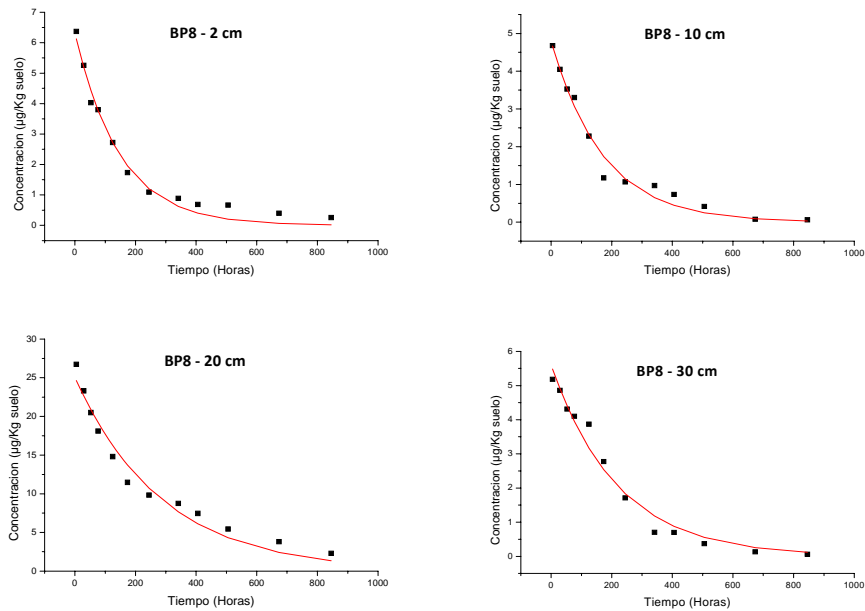 BP8 - 2 cm
Concentracion (µg/Kg suelo)
7
6
5
4
3
2
1
0
0 200 400 600 800 1000
Tiempo (Horas)
BP8 - 10 cm
Concentracion (µg/Kg suelo)
5
4
3
2
1
0
0 200 400 600 800 1000
Tiempo (Horas)
BP8 - 20 cm
Concentracion (µg/Kg suelo)
30
25
20
15
10
5
0
0 200 400 600 800 1000
Tiempo (Horas)
BP8 - 30 cm
Concentracion (µg/Kg suelo)
6
5
4
3
2
1
0
0 200 400 600 800 1000
Tiempo (Horas)